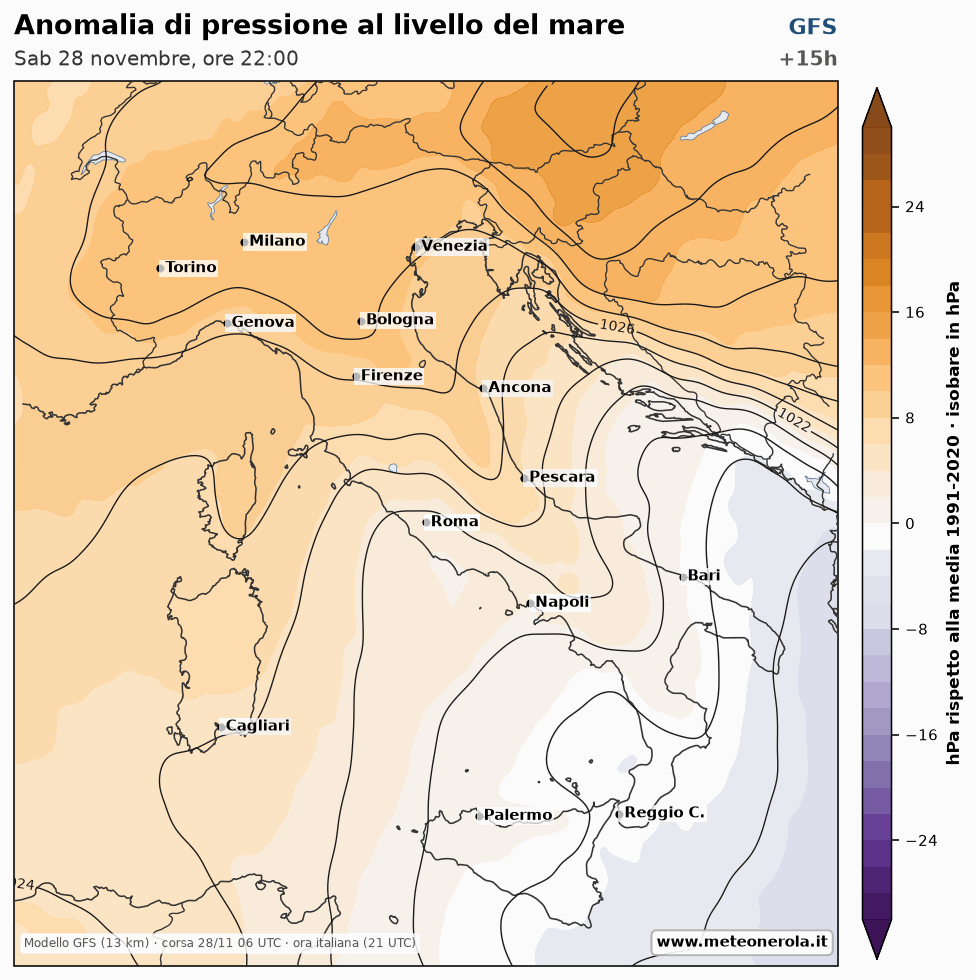 Anomalia di pressione al livello del mare
GFS
Sab 28 novembre, ore 22:00
+15h
Milano
Venezia
Torino
Genova
Bologna
1026
Firenze
Ancona
1022
Pescara
Roma
Bari
Napoli
Cagliari
Palermo
Reggio C.
24
Modello GFS (13 km) · corsa 28/11 06 UTC · ora italiana (21 UTC)
www.meteonerola.it
24
16
8
0
−8
−16
−24
hPa rispetto alla media 1991-2020 · isobare in hPa